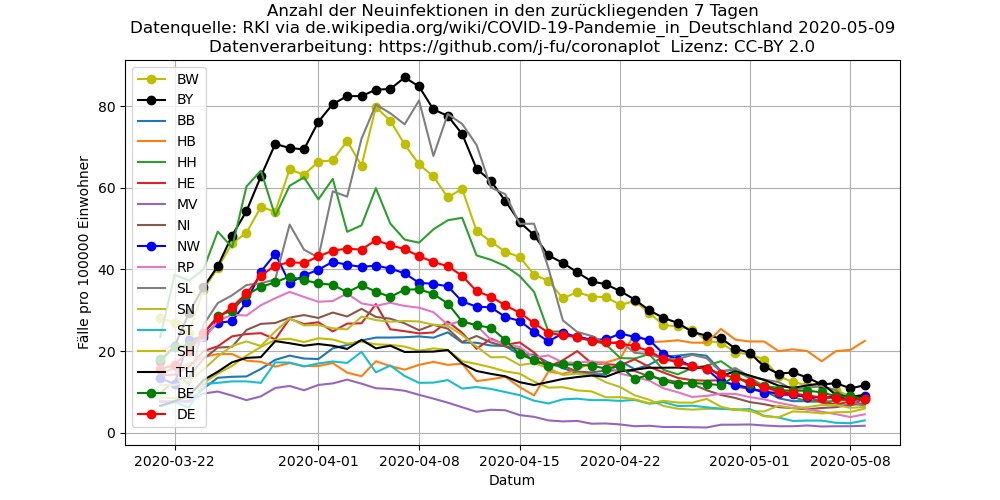 Anzahl der Neuinfektionen in den zurückliegenden 7 Tagen
Datenquelle: RKI via de.wikipedia.org/wiki/COVID-19-Pandemie_in_Deutschland 2020-05-09
Datenverarbeitung: https://github.com/j-fu/coronaplot  Lizenz: CC-BY 2.0
Fälle pro 100000 Einwohner
80
60
40
20
0
BW
BY
BB
HB
HH
HE
MV
NI
NW
RP
SL
SN
ST
SH
TH
BE
DE
2020-03-22
2020-04-01
2020-04-08
2020-04-15
2020-04-22
2020-05-01
2020-05-08
Datum